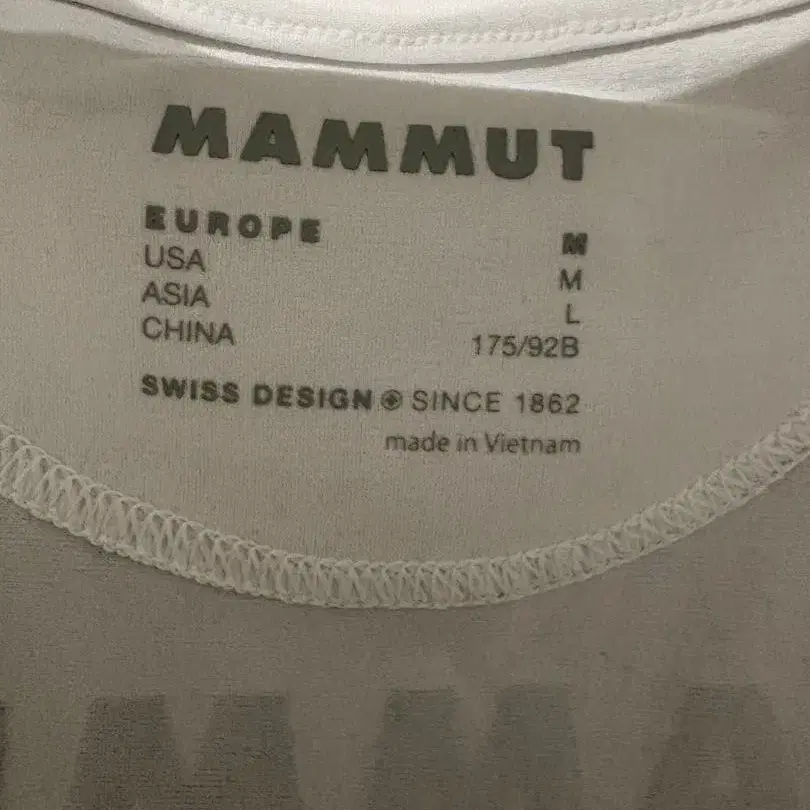 MAMMUT
EUROPE M
USA M
ASIA L
CHINA 175/92B
SWISS DESIGN SINCE 1862
made in Vietnam